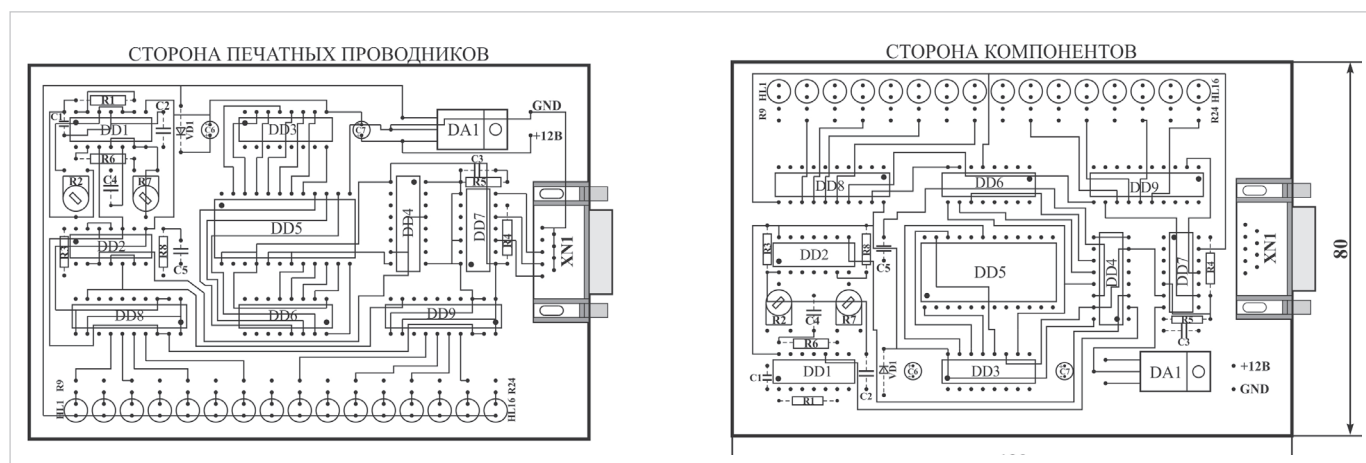 СТОРОНА ПЕЧАТНЫХ ПРОВОДНИКОВ
R1
C1
DD1
C2
VD1
C6
DD3
C7
DA1
GND
+12В
R6
R2
C4
R7
C3
R5
DD5
DD4
DD7
R4
XN1
R3
DD2
R8
C5
DD8
DD6
DD9
R9
R24
HL1
HL16
СТОРОНА КОМПОНЕНТОВ
HL1
HL16
R9
R24
DD8
DD6
DD9
R3
DD2
R8
C5
DD5
DD4
DD7
R4
XN1
80
R2
C4
R7
R6
R5
C3
C1
DD1
C2
VD1
C6
DD3
C7
DA1
+12В
GND
R1